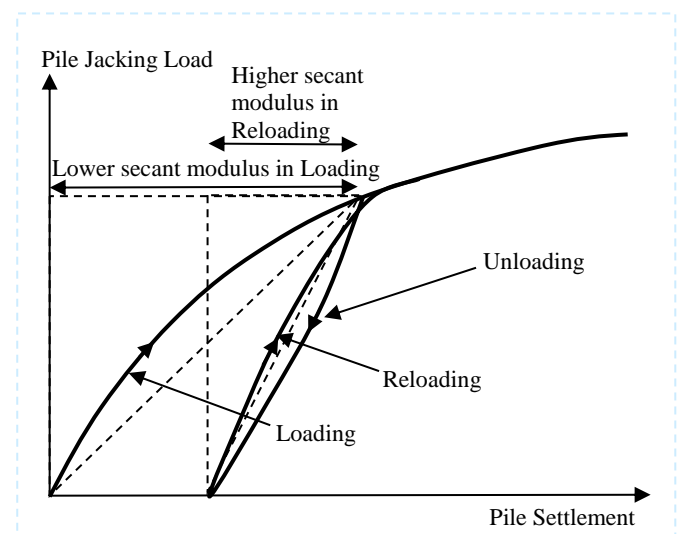 Pile Jacking Load
Higher secant
modulus in
Reloading
Lower secant modulus in Loading
Unloading
Reloading
Loading
Pile Settlement